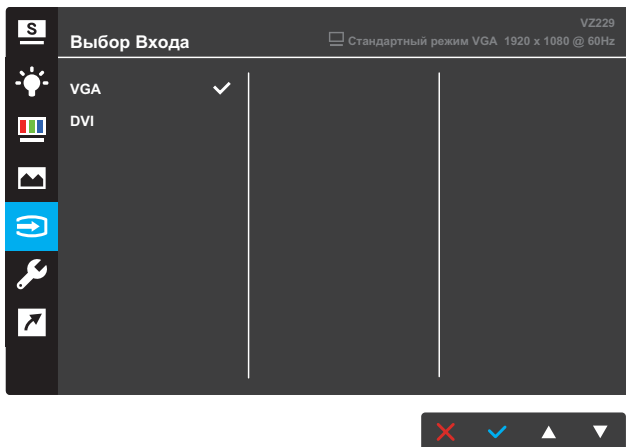 S
VZ229
Выбор Входа
Стандартный режим VGA 1920 x 1080 @ 60Hz
VGA
DVI